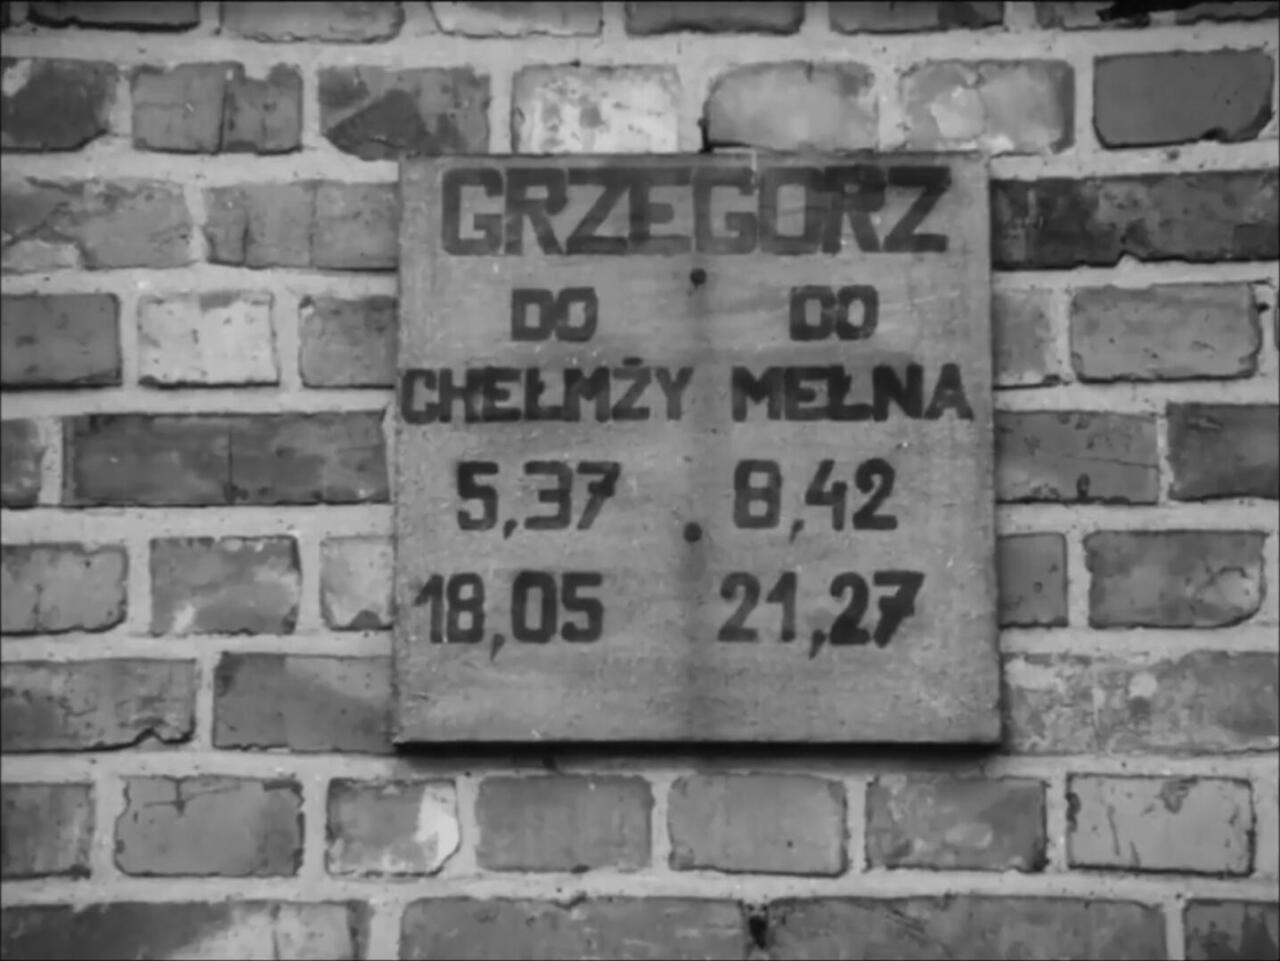 GRZEGORZ
DO DO
CHEŁMŻY MEŁNA
5,37 8,42
18,05 21,27